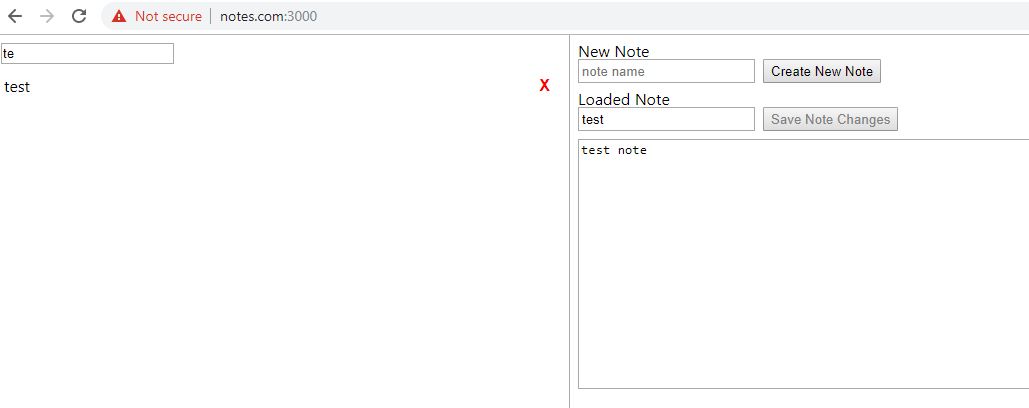 Not secure | notes.com:3000
te
test X
New Note
note name Create New Note
Loaded Note
test Save Note Changes
test note